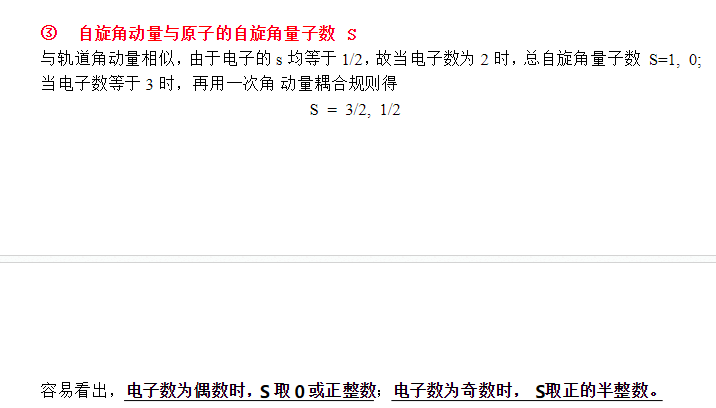 ③ 自旋角动量与原子的自旋角量子数 S
与轨道角动量相似，由于电子的 s 均等于 1/2，故当电子数为 2 时，总自旋角量子数 S=1, 0;
当电子数等于 3 时，再用一次角 动量耦合规则得
S = 3/2, 1/2
容易看出，电子数为偶数时，S 取 0 或正整数；电子数为奇数时， S取正的半整数。